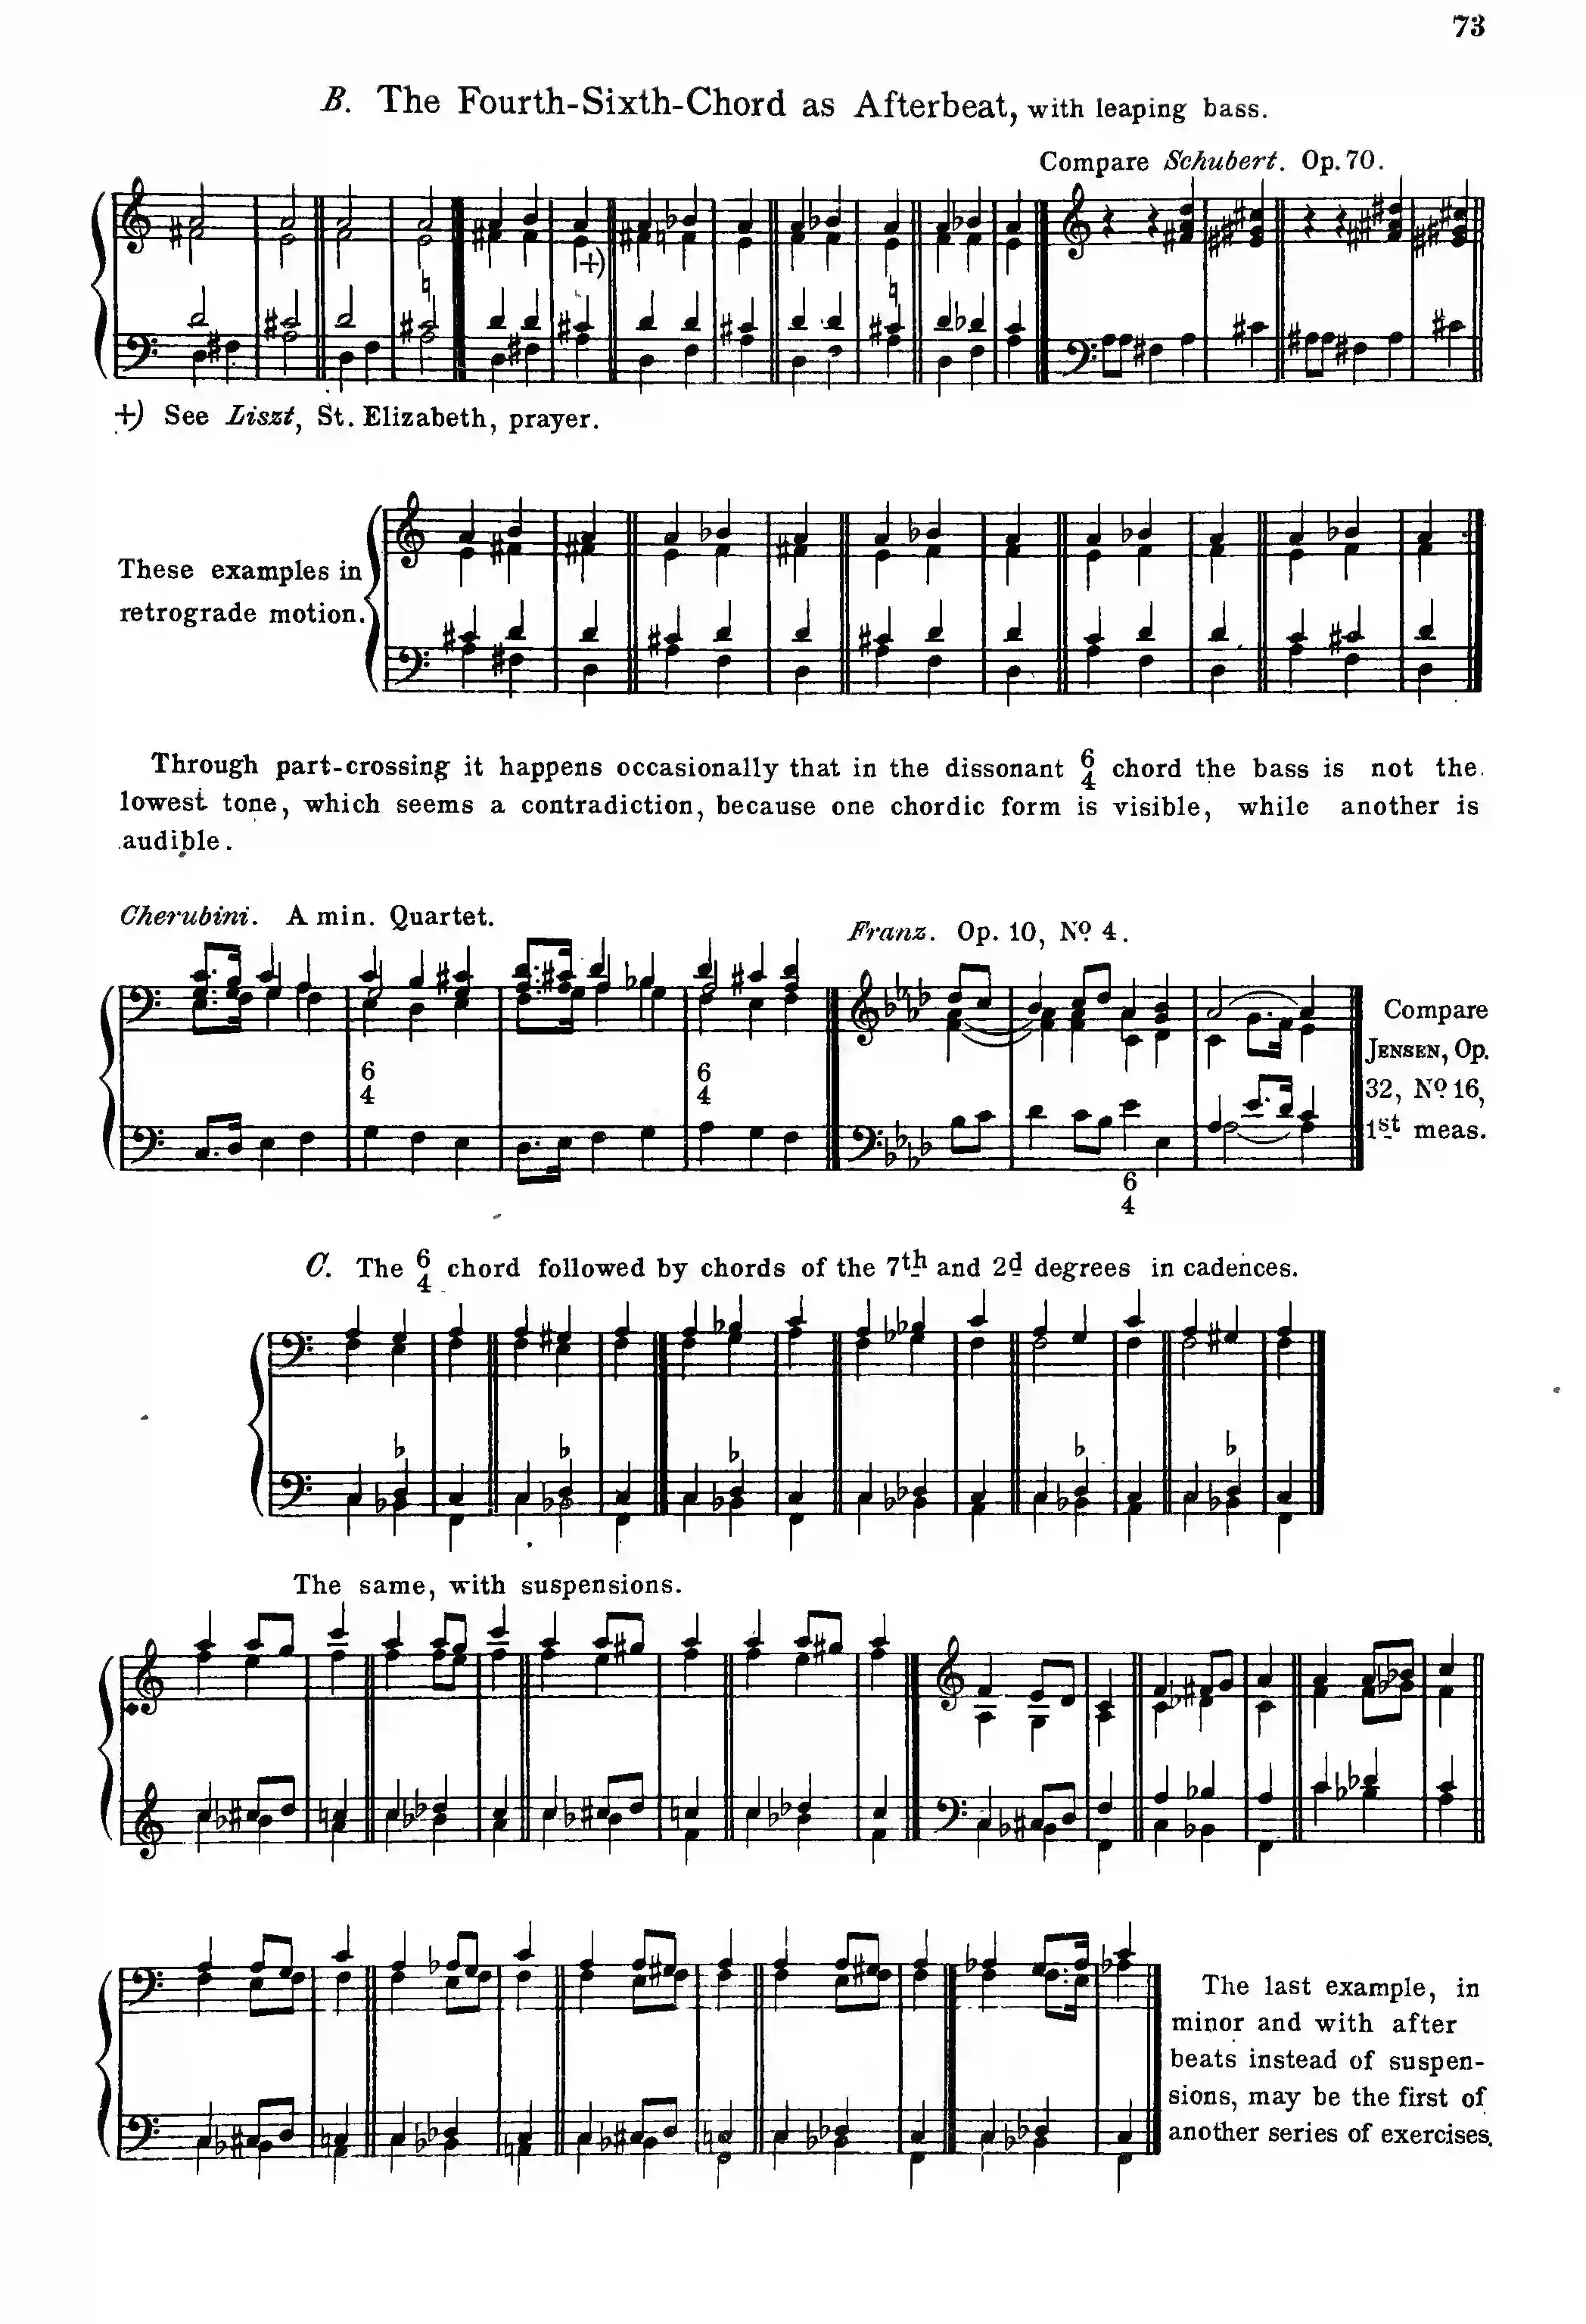 73
B. The Fourth-Sixth-Chord as Afterbeat, with leaping bass.
Compare Schubert. Op. 70.
+)
+) See Liszt, St. Elizabeth, prayer.
These examples in
retrograde motion.
Through part-crossing it happens occasionally that in the dissonant 6/4 chord the bass is not the
lowest tone, which seems a contradiction, because one chordic form is visible, while another is
audible.
Cherubini. A min. Quartet.
Franz. Op. 10, No 4.
6
4
6
4
6
4
Compare
JENSEN, Op.
32, No 16,
1st meas.
C. The 6/4 chord followed by chords of the 7th and 2d degrees in cadences.
The same, with suspensions.
The last example, in
minor and with after
beats instead of suspen-
sions, may be the first of
another series of exercises.